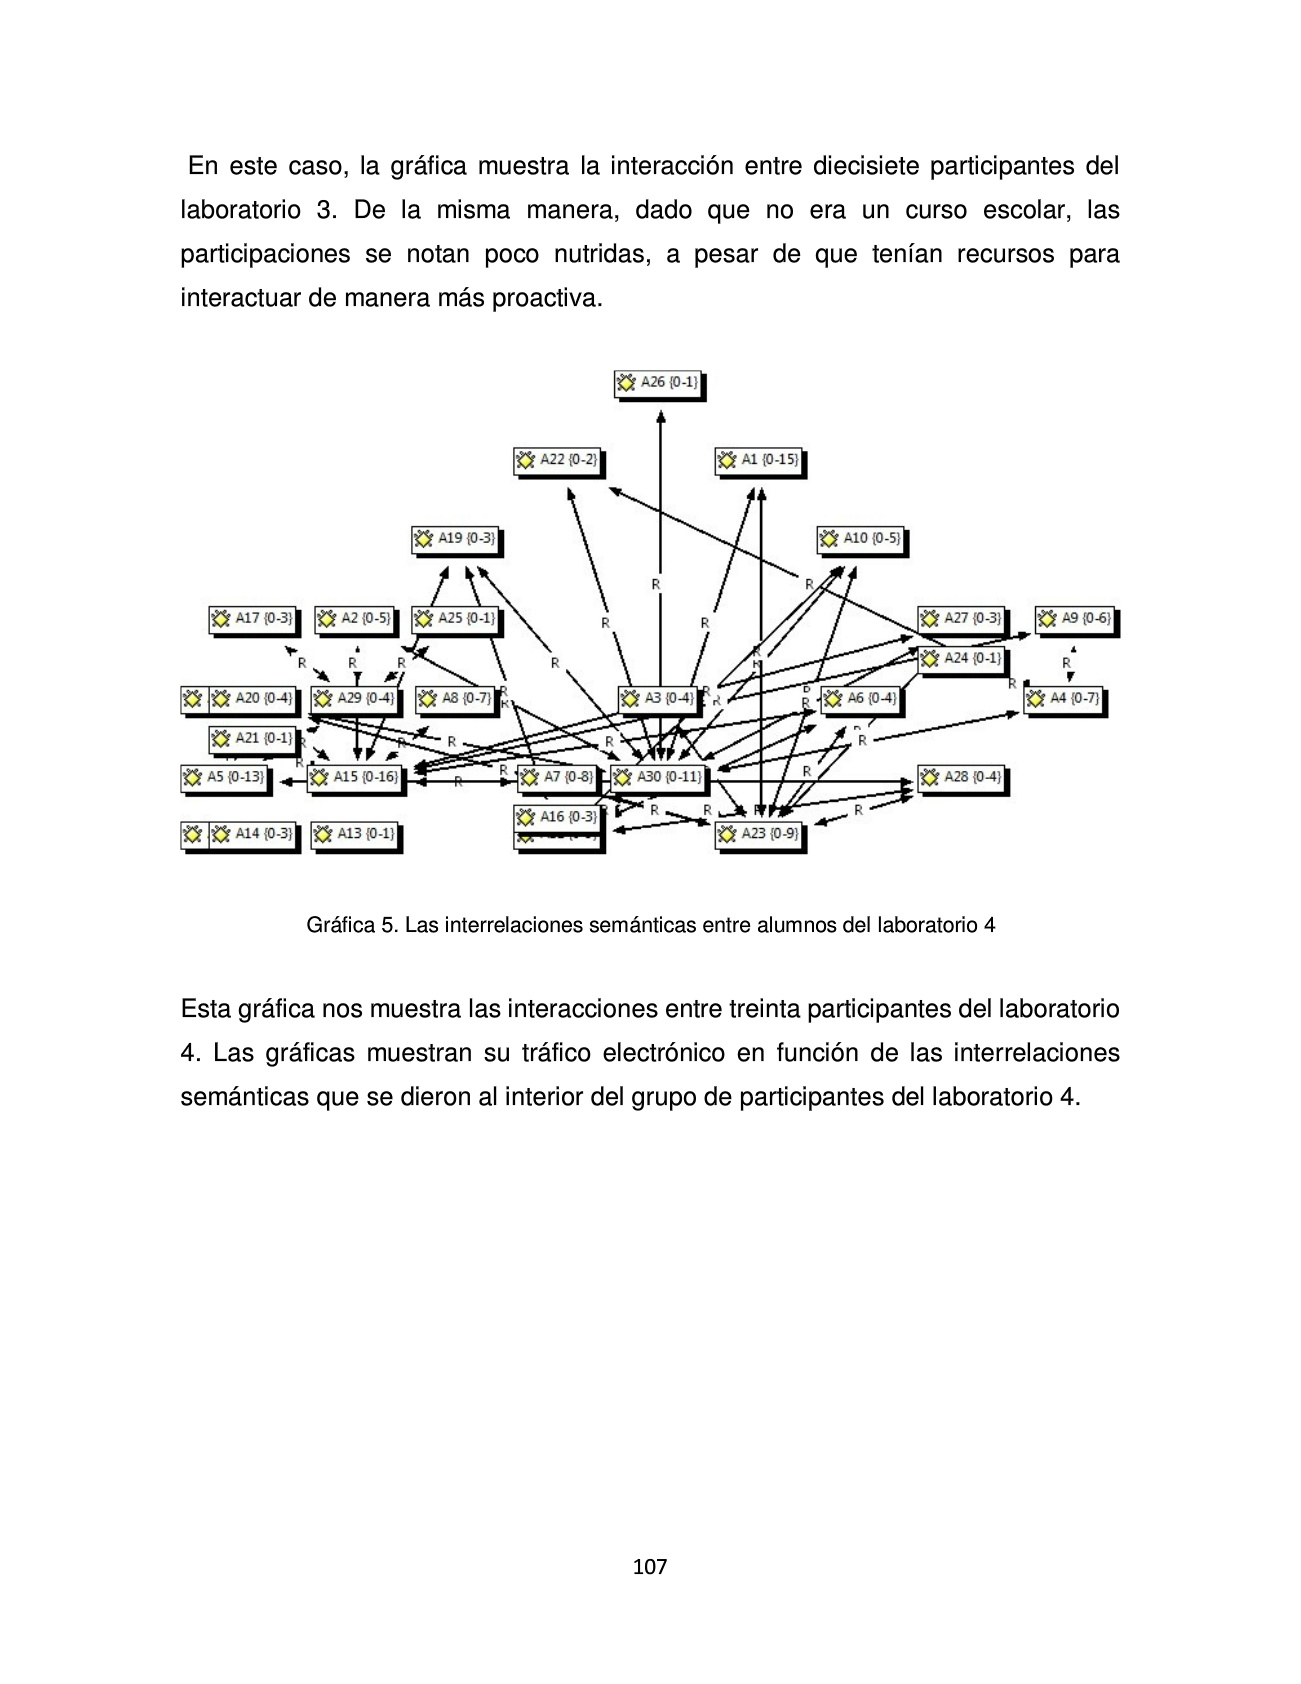 En este caso, la gráfica muestra la interacción entre diecisiete participantes del
laboratorio 3. De la misma manera, dado que no era un curso escolar, las
participaciones se notan poco nutridas, a pesar de que tenían recursos para
interactuar de manera más proactiva.
A26 {0-1}
A22 {0-2} A1 {0-15}
A19 {0-3} A10 {0-5}
R R
A17 {0-3} A2 {0-5} A25 {0-1} R R A27 {0-3} A9 {0-6}
R R R R R R A24 {0-1} R
A20 {0-4} A29 {0-4} A8 {0-7} R R A3 {0-4} R R R A6 {0-4} R A4 {0-7}
A21 {0-1} R R R R R
A5 {0-13} R A15 {0-16} R R A7 {0-8} A30 {0-11} R A28 {0-4}
A16 {0-3} R R R R
A14 {0-3} A13 {0-1} A23 {0-9}
Gráfica 5. Las interrelaciones semánticas entre alumnos del laboratorio 4
Esta gráfica nos muestra las interacciones entre treinta participantes del laboratorio
4. Las gráficas muestran su tráfico electrónico en función de las interrelaciones
semánticas que se dieron al interior del grupo de participantes del laboratorio 4.
107